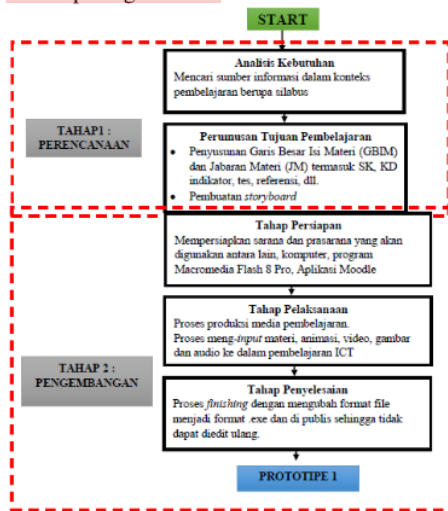 START
Analisis Kebutuhan
Mencari sumber informasi dalam konteks
pembelajaran berupa silabus
TAHAP1 :
PERENCANAAN
Perumusan Tujuan Pembelajaran
• Penyusunan Garis Besar Isi Materi (GBIM)
dan Jabaran Materi (JM) termasuk SK, KD
indikator, tes, referensi, dll.
• Pembuatan storyboard
Tahap Persiapan
Mempersiapkan sarana dan prasarana yang akan
digunakan antara lain, komputer, program
Macromedia Flash 8 Pro, Aplikasi Moodle
Tahap Pelaksanaan
Proses produksi media pembelajaran.
Proses meng-input materi, animasi, video, gambar
dan audio ke dalam pembelajaran ICT
TAHAP 2 :
PENGEMBANGAN
Tahap Penyelesaian
Proses finishing dengan mengubah format file
menjadi format .exe dan di publis sehingga tidak
dapat diedit ulang.
PROTOTIPE 1